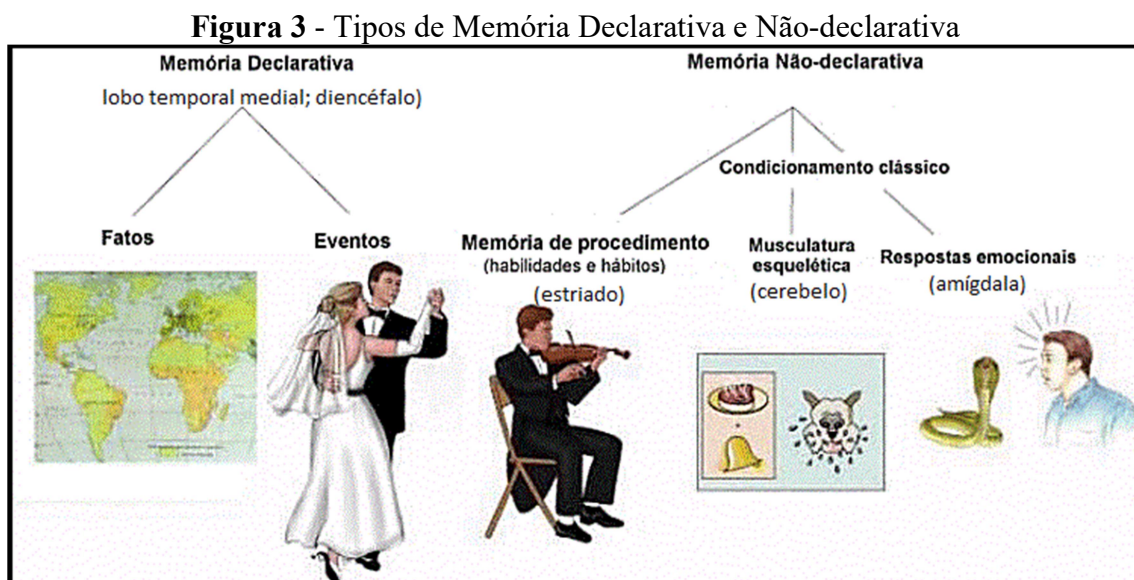 Figura 3 - Tipos de Memória Declarativa e Não-declarativa
Memória Declarativa
lobo temporal medial; diencéfalo)
Fatos
Eventos
Memória Não-declarativa
Condicionamento clássico
Memória de procedimento
(habilidades e hábitos)
(estriado)
Musculatura
esquelética
(cerebelo)
Respostas emocionais
(amígdala)